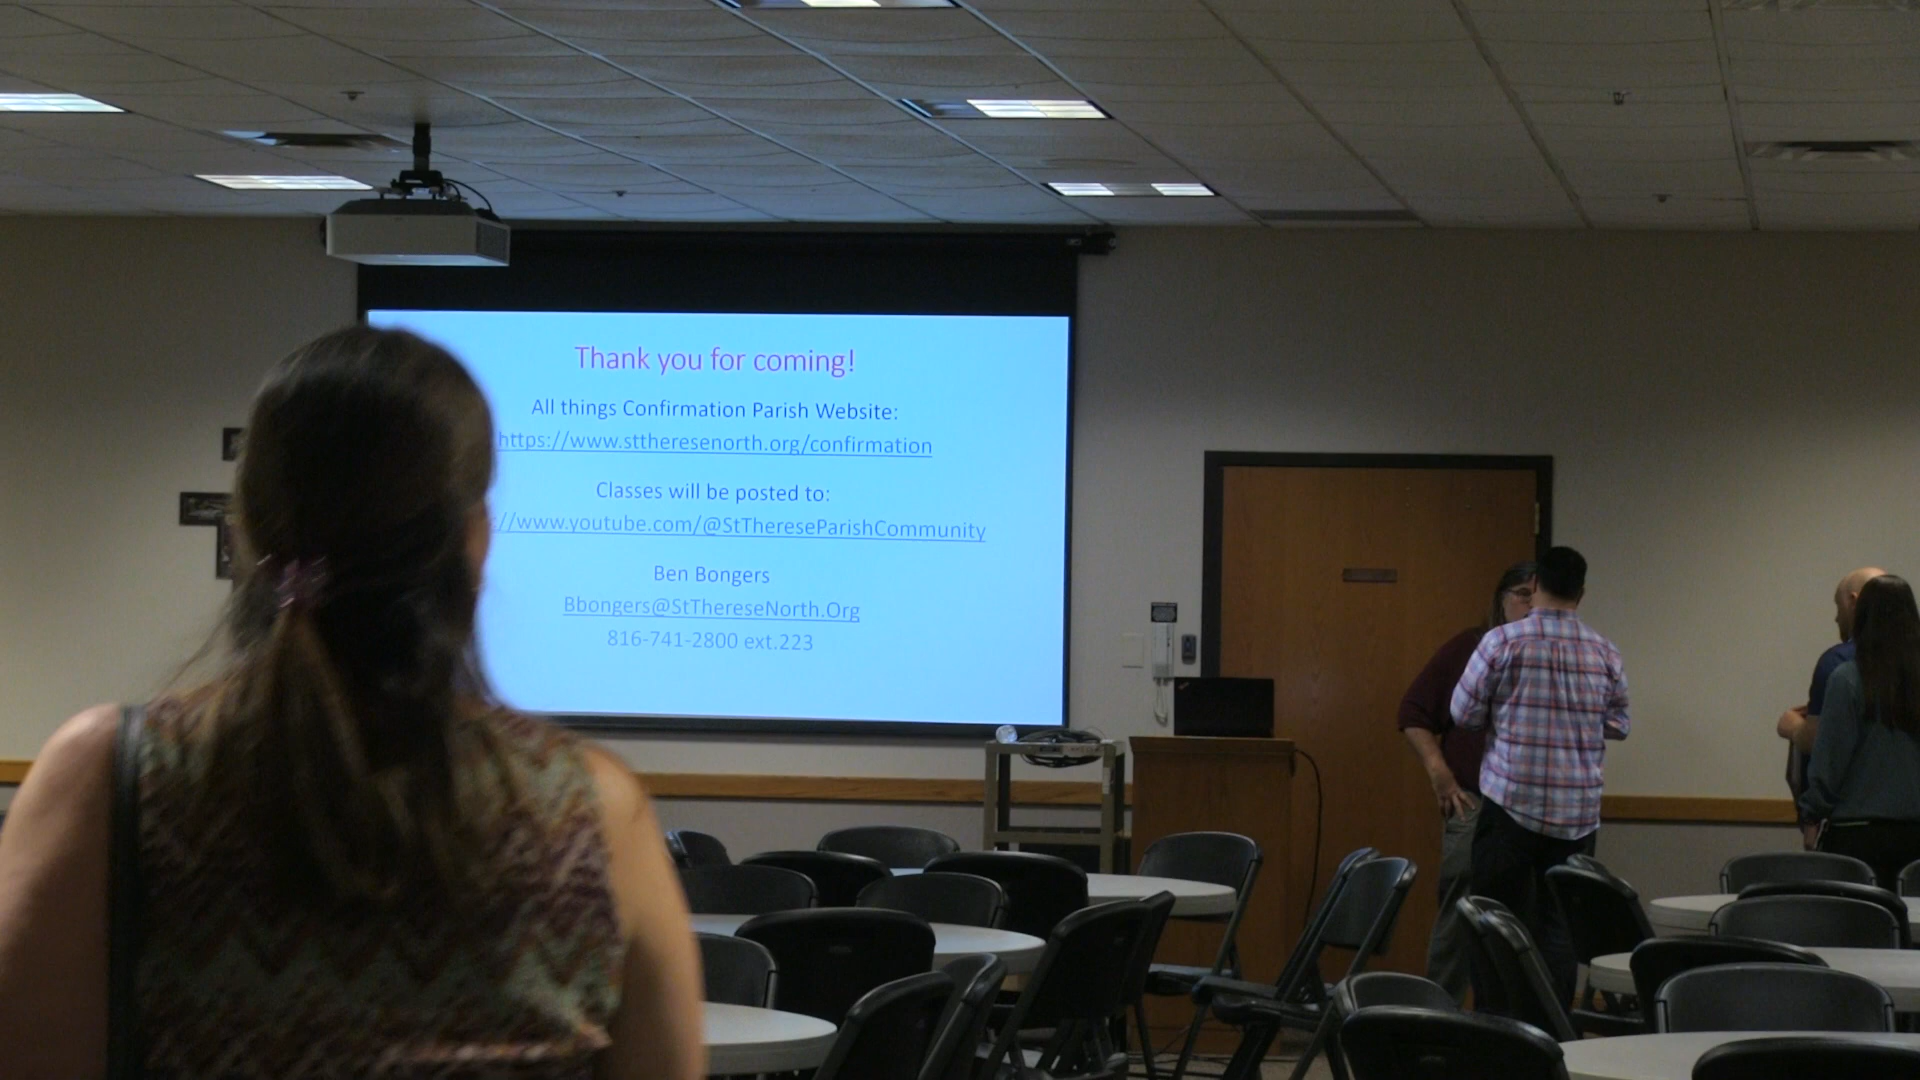 Thank you for coming!
All things Confirmation Parish Website:
https://www.sttheresenorth.org/confirmation
Classes will be posted to:
://www.youtube.com/@StThereseParishCommunity
Ben Bongers
Bbongers@StThereseNorth.Org
816-741-2800 ext.223